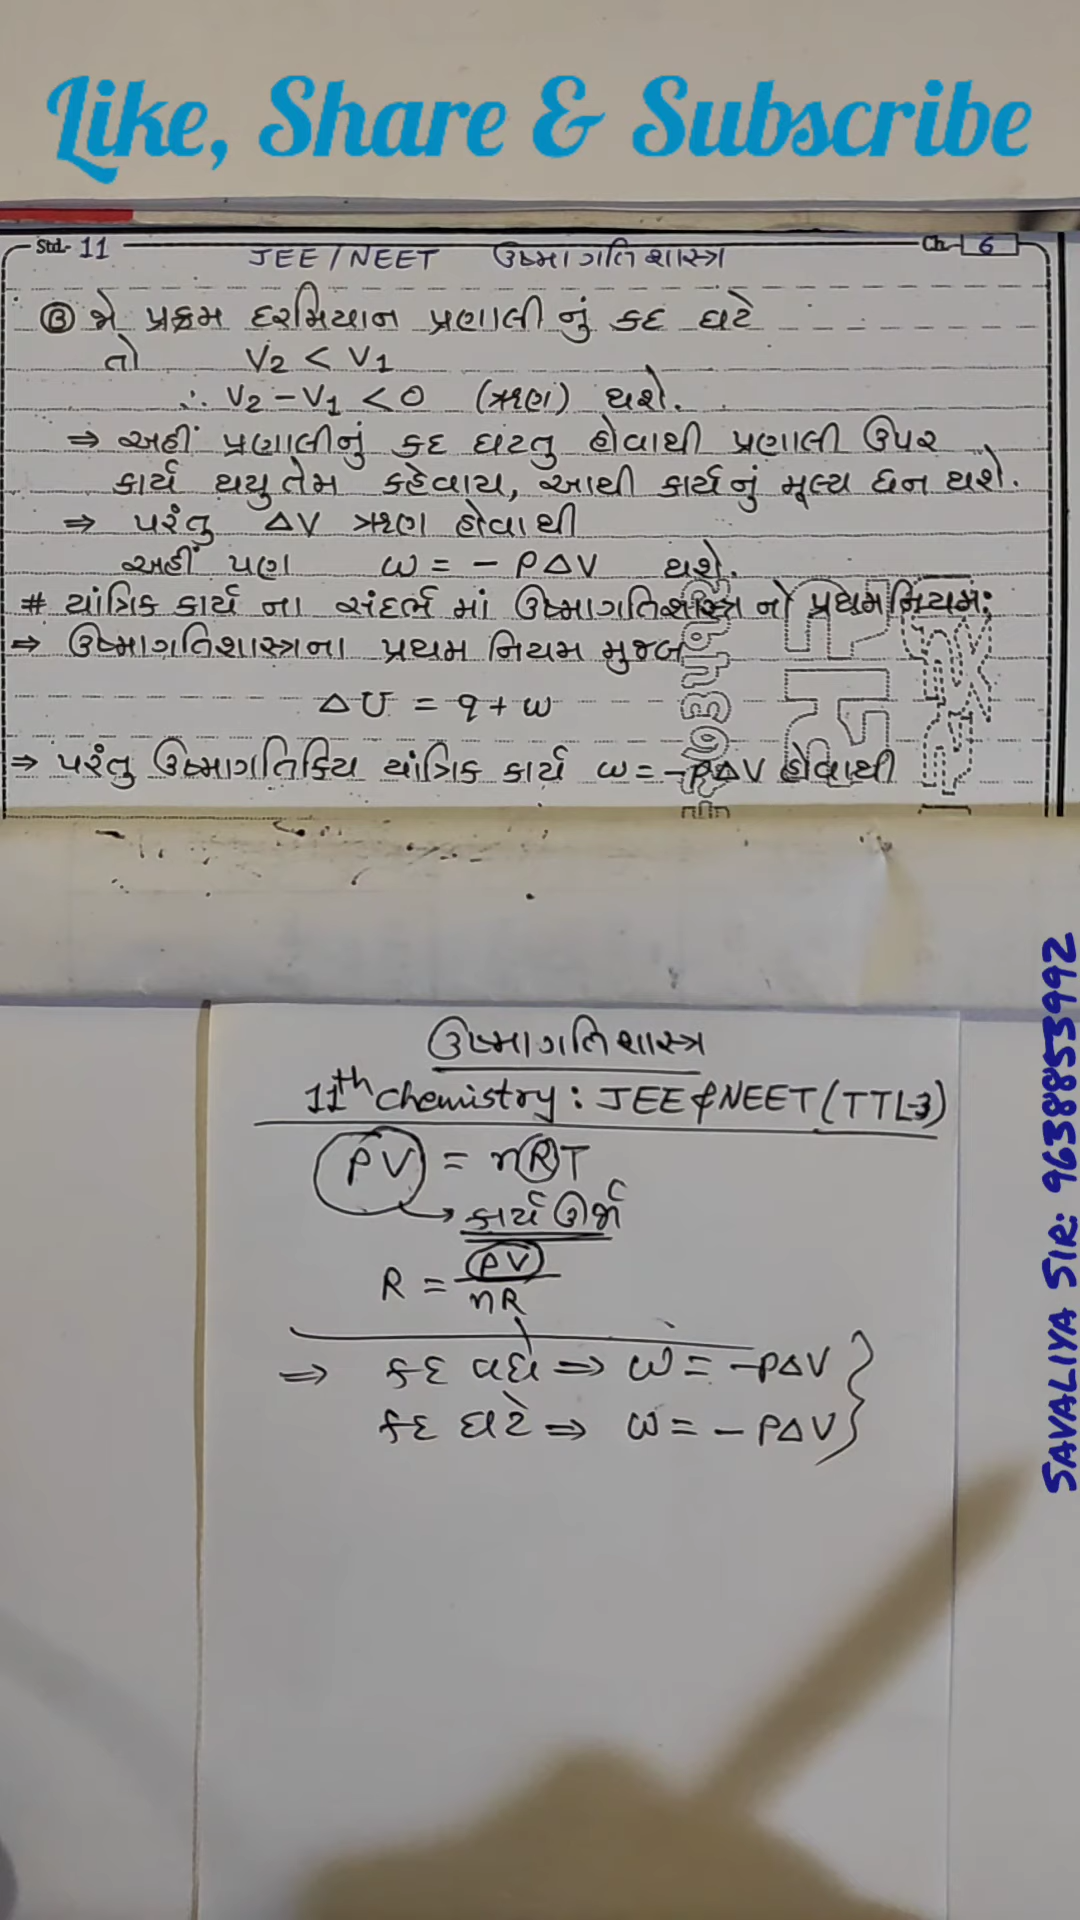 Like, Share & Subscribe
Std.- 11 JEE/NEET ઉષ્માગતિશાસ્ત્ર Ch-6
Ⓑ જો પ્રક્રમ દરમિયાન પ્રણાલીનું કદ ઘટે
તો V₂ < V₁
∴ V₂ – V₁ < 0 (ઋણ) થશે.
⇒ અહીં પ્રણાલીનું કદ ઘટતુ હોવાથી પ્રણાલી ઉપર
કાર્ય થયુ તેમ કહેવાય, આથી કાર્યનું મૂલ્ય ધન થશે.
⇒ પરંતુ ΔV ઋણ હોવાથી
અહીં પણ w = – PΔV થશે.
# યાંત્રિક કાર્ય ના સંદર્ભ માં ઉષ્માગતિશાસ્ત્ર નો પ્રથમ નિયમ:
⇒ ઉષ્માગતિશાસ્ત્રના પ્રથમ નિયમ મુજબ
ΔU = q + w
⇒ પરંતુ ઉષ્માગતિકિય યાંત્રિક કાર્ય w = –PΔV હોવાથી
ઉષ્માગતિશાસ્ત્ર
11th Chemistry : JEE & NEET (TTL-3)
PV = nRT
→ કાર્ય ઊર્જા
R = PV
nR
⇒ કદ વધે ⇒ w = –PΔV
કદ ઘટે ⇒ w = – PΔV
SAVALIYA SIR: 9638853992